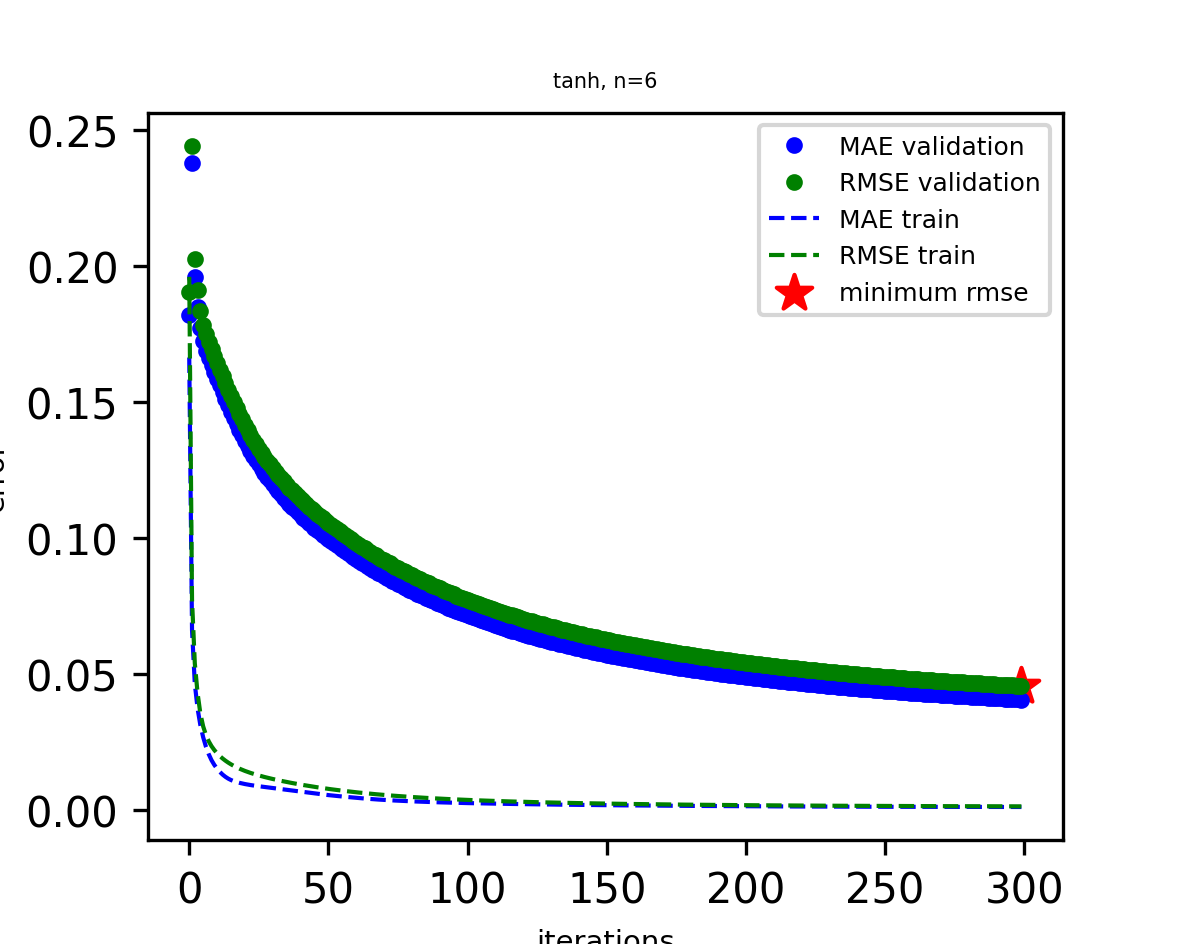 tanh, n=6
0.25
0.20
0.15
0.10
0.05
0.00
MAE validation
RMSE validation
MAE train
RMSE train
minimum rmse
0 50 100 150 200 250 300
iterations